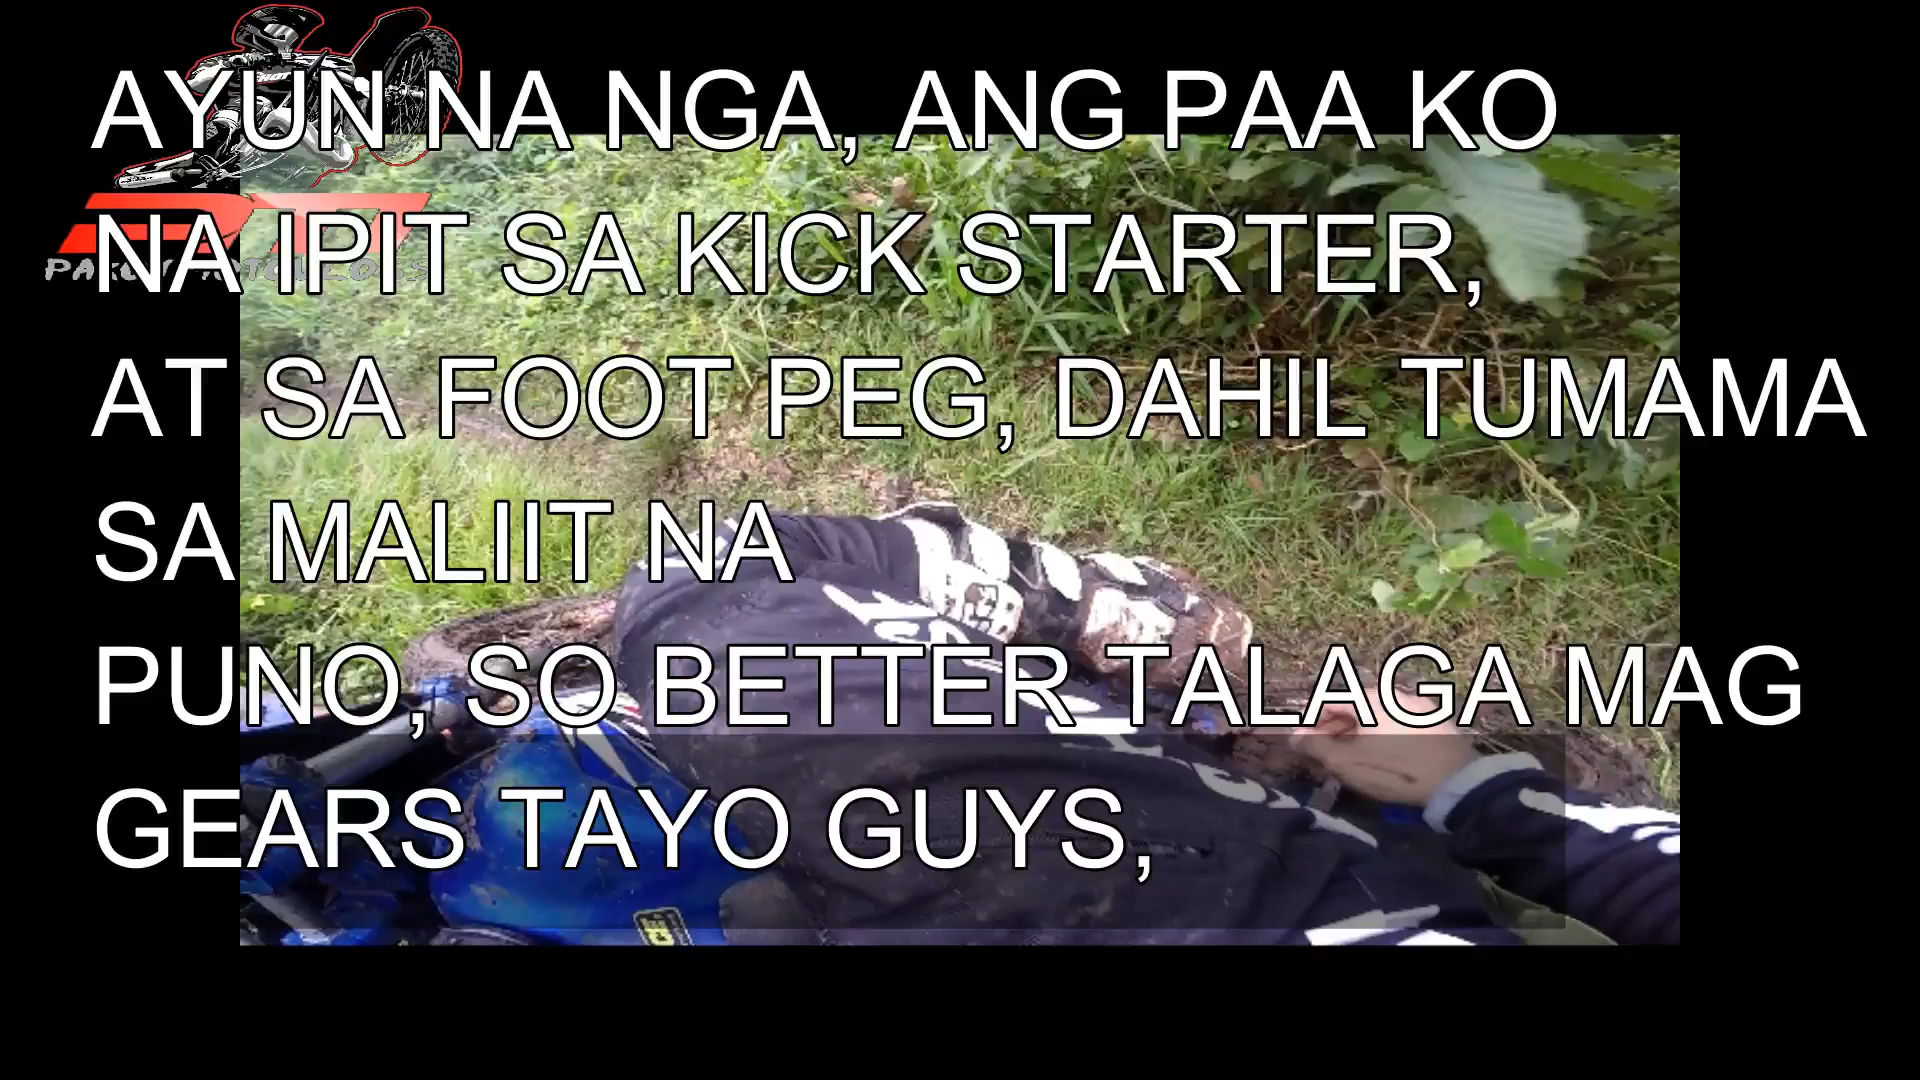 AYUN NA NGA, ANG PAA KO
NA IPIT SA KICK STARTER,
AT SA FOOT PEG, DAHIL TUMAMA
SA MALIIT NA
PUNO, SO BETTER TALAGA MAG
GEARS TAYO GUYS,